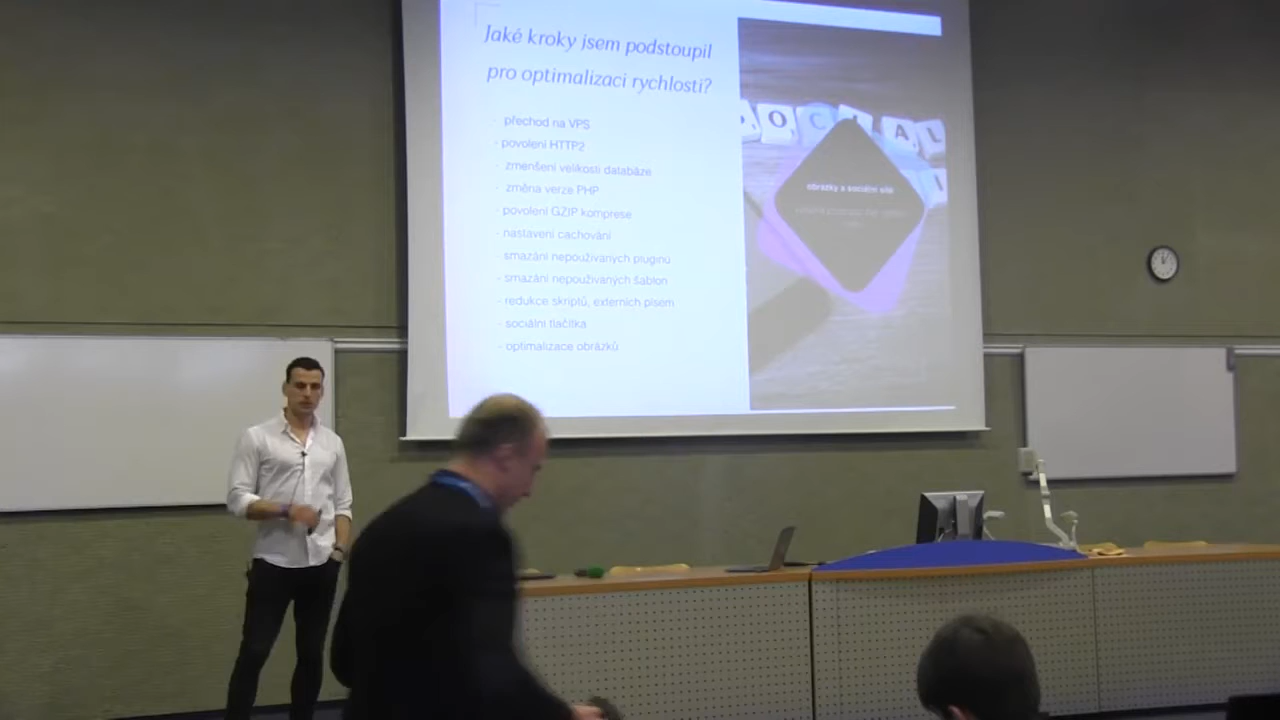 Jaké kroky jsem podstoupil
pro optimalizaci rychlosti?
- přechod na VPS
- povolení HTTP2
- zmenšení velikosti databáze
- změna verze PHP
- povolení GZIP komprese
- nastavení cachování
- smazání nepoužívaných pluginů
- smazání nepoužívaných šablon
- redukce skriptů, externích písem
- sociální tlačítka
- optimalizace obrázků
OCIAL
obrázky a sociální sítě